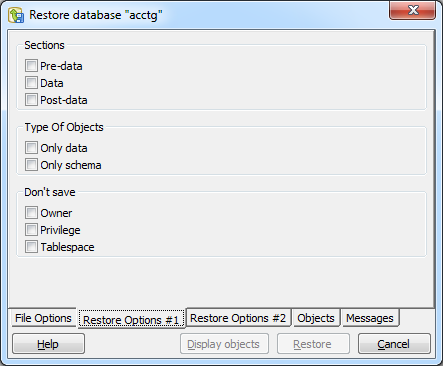 Restore database "acctg"
Sections
Pre-data
Data
Post-data
Type Of Objects
Only data
Only schema
Don't save
Owner
Privilege
Tablespace
File Options Restore Options #1 Restore Options #2 Objects Messages
Help Display objects Restore Cancel